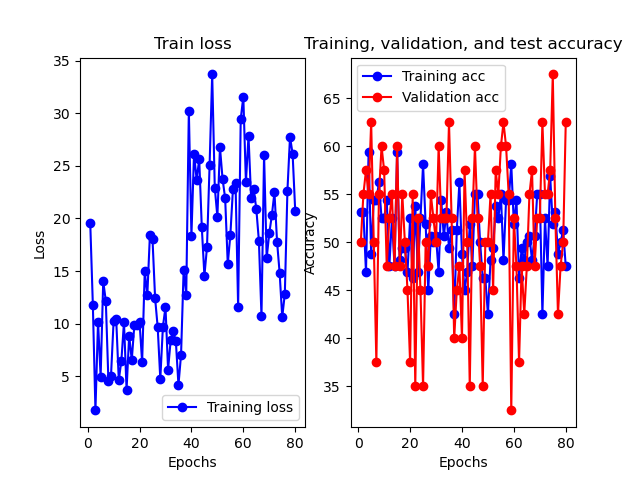 Train loss
Training, validation, and test accuracy
35
30
25
20
15
10
5
Loss
0
20
40
60
80
Epochs
Training loss
Training acc
Validation acc
65
60
55
50
45
40
35
Accuracy
0
20
40
60
80
Epochs